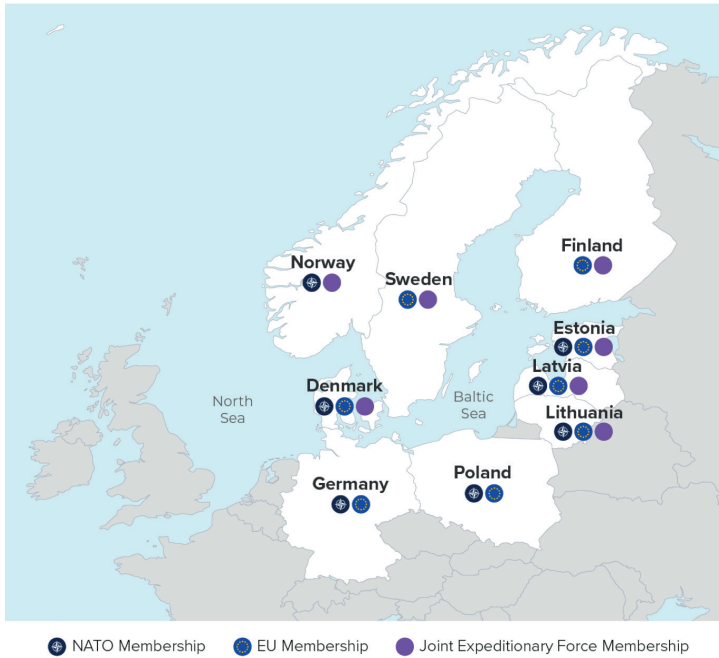 Finland
Norway
Sweden
Estonia
Latvia
Denmark
North
Sea
Baltic
Sea
Lithuania
Poland
Germany
NATO Membership
EU Membership
Joint Expeditionary Force Membership